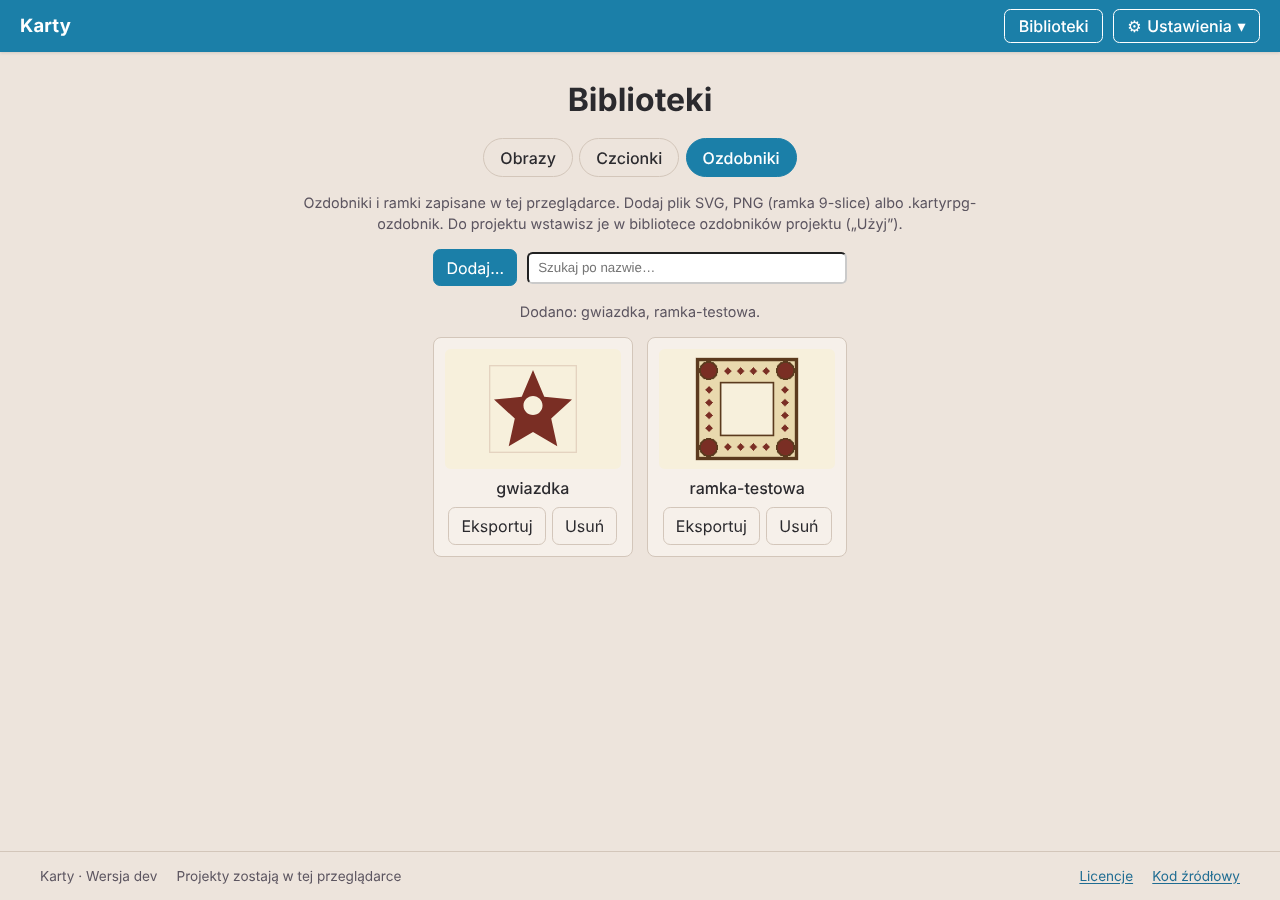 Karty
Biblioteki
⚙ Ustawienia ▾
Biblioteki
Obrazy
Czcionki
Ozdobniki
Ozdobniki i ramki zapisane w tej przeglądarce. Dodaj plik SVG, PNG (ramka 9-slice) albo .kartyrpg-
ozdobnik. Do projektu wstawisz je w bibliotece ozdobników projektu („Użyj”).
Dodaj…
Szukaj po nazwie…
Dodano: gwiazdka, ramka-testowa.
gwiazdka
Eksportuj
Usuń
ramka-testowa
Eksportuj
Usuń
Karty · Wersja dev
Projekty zostają w tej przeglądarce
Licencje
Kod źródłowy